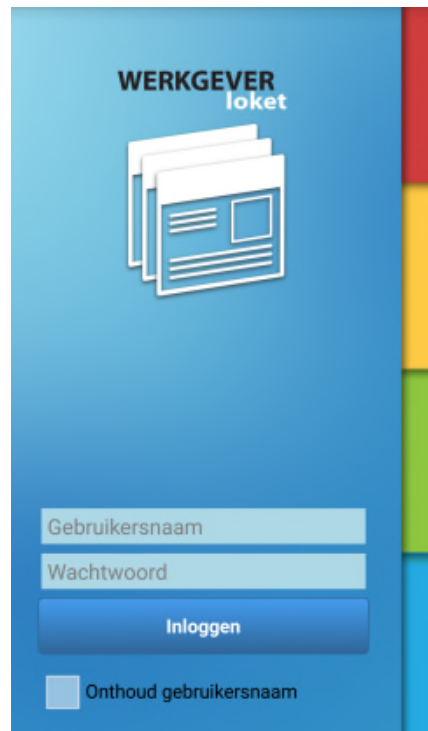 WERKGEVER
loket
Gebruikersnaam
Wachtwoord
Inloggen
Onthoud gebruikersnaam